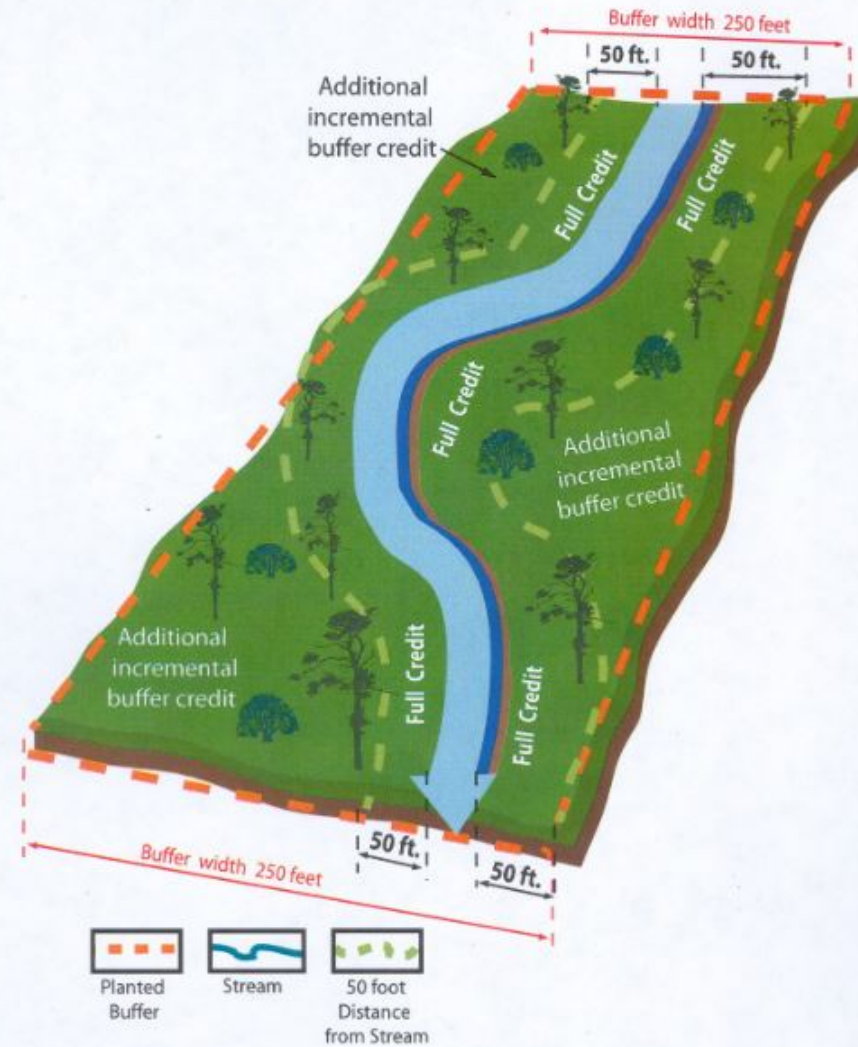 Buffer width 250 feet
50 ft.
50 ft.
Additional
incremental
buffer credit
Full Credit
Full Credit
Full Credit
Additional
incremental
buffer credit
Additional
incremental
buffer credit
Full Credit
Full Credit
50 ft.
50 ft.
Buffer width 250 feet
Planted
Buffer
Stream
50 foot
Distance
from Stream